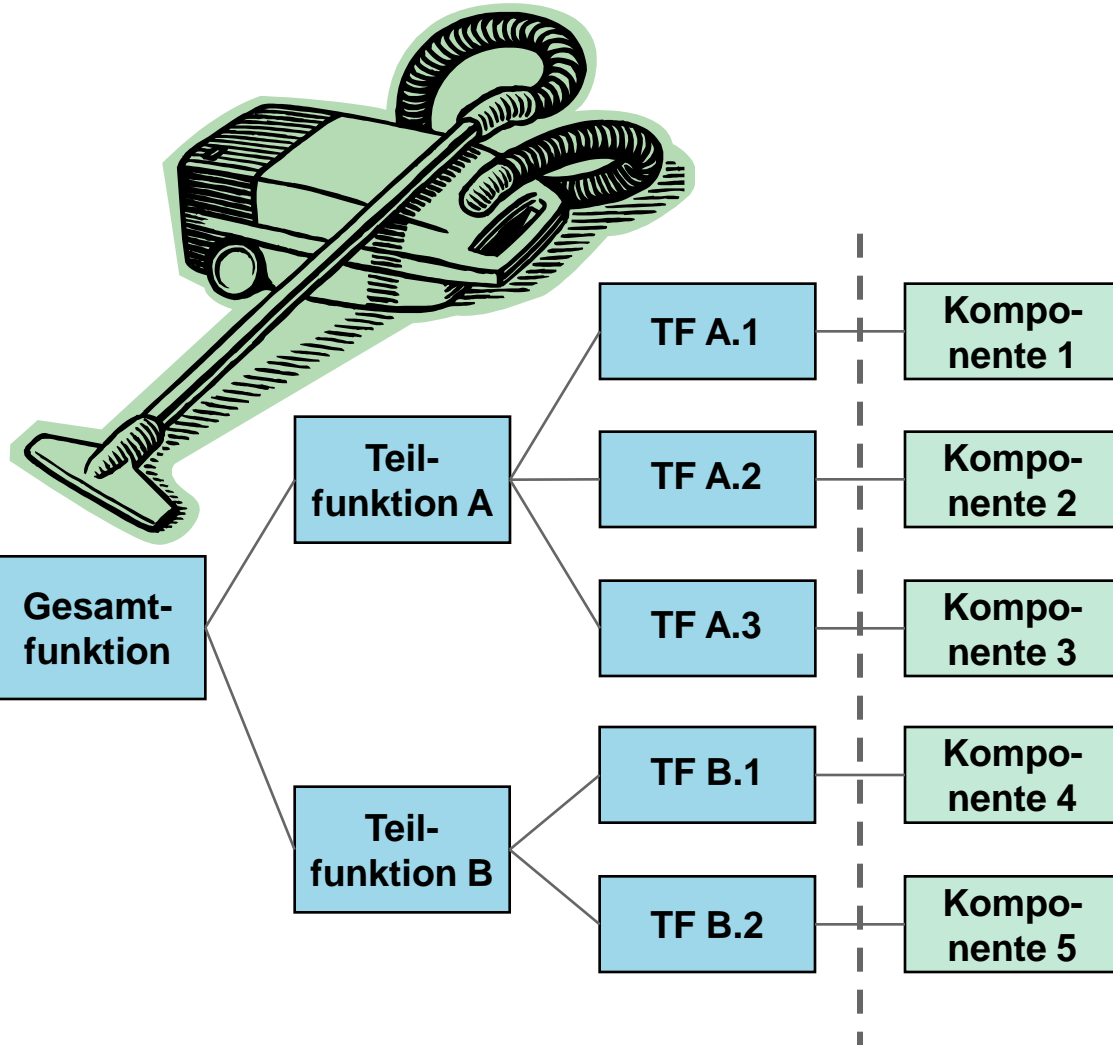 TF A.1
Kompo-
nente 1
Teil-
funktion A
TF A.2
Kompo-
nente 2
Gesamt-
funktion
TF A.3
Kompo-
nente 3
TF B.1
Kompo-
nente 4
Teil-
funktion B
TF B.2
Kompo-
nente 5